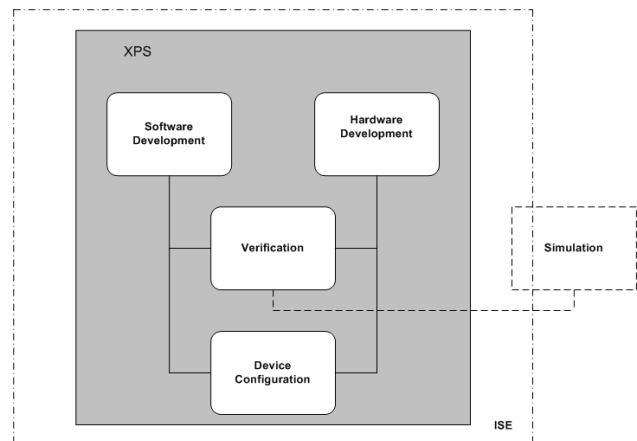 XPS
Software
Development
Hardware
Development
Verification
Simulation
Device
Configuration
ISE